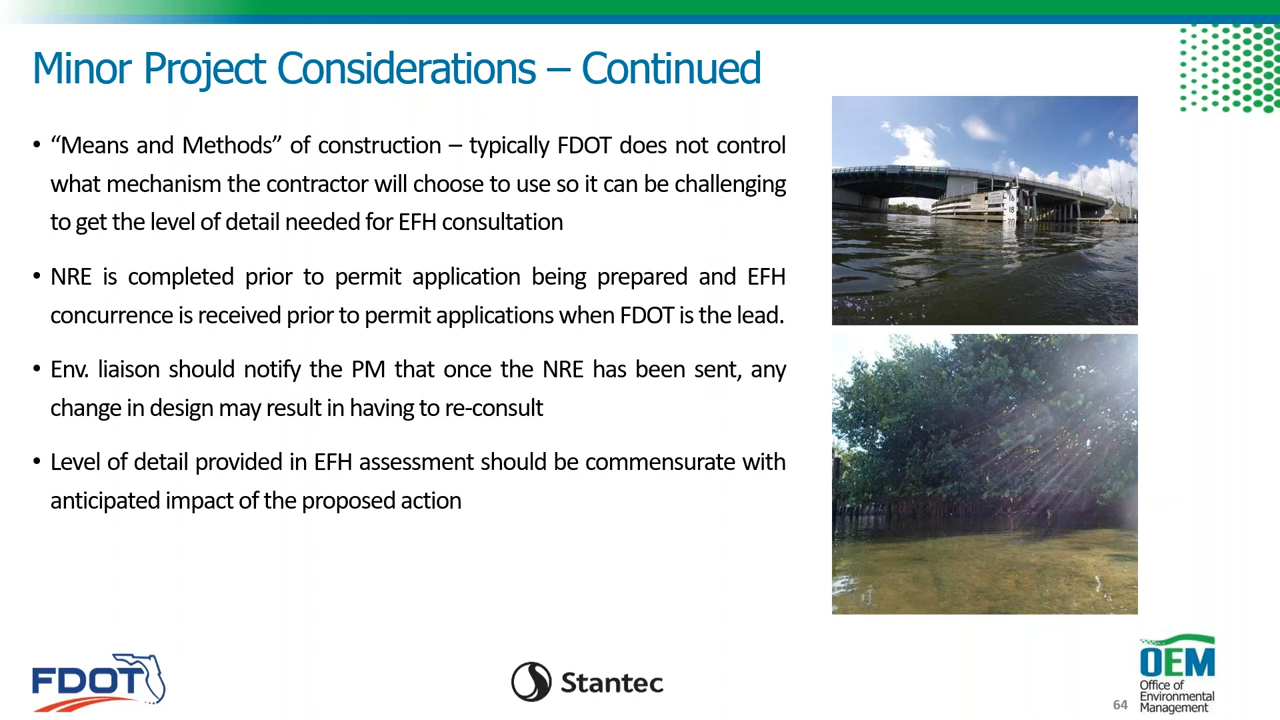 Minor Project Considerations – Continued
• “Means and Methods” of construction – typically FDOT does not control
what mechanism the contractor will choose to use so it can be challenging
to get the level of detail needed for EFH consultation
• NRE is completed prior to permit application being prepared and EFH
concurrence is received prior to permit applications when FDOT is the lead.
• Env. liaison should notify the PM that once the NRE has been sent, any
change in design may result in having to re-consult
• Level of detail provided in EFH assessment should be commensurate with
anticipated impact of the proposed action
16
18
20
FDOT
Stantec
64
OEM
Office of
Environmental
Management